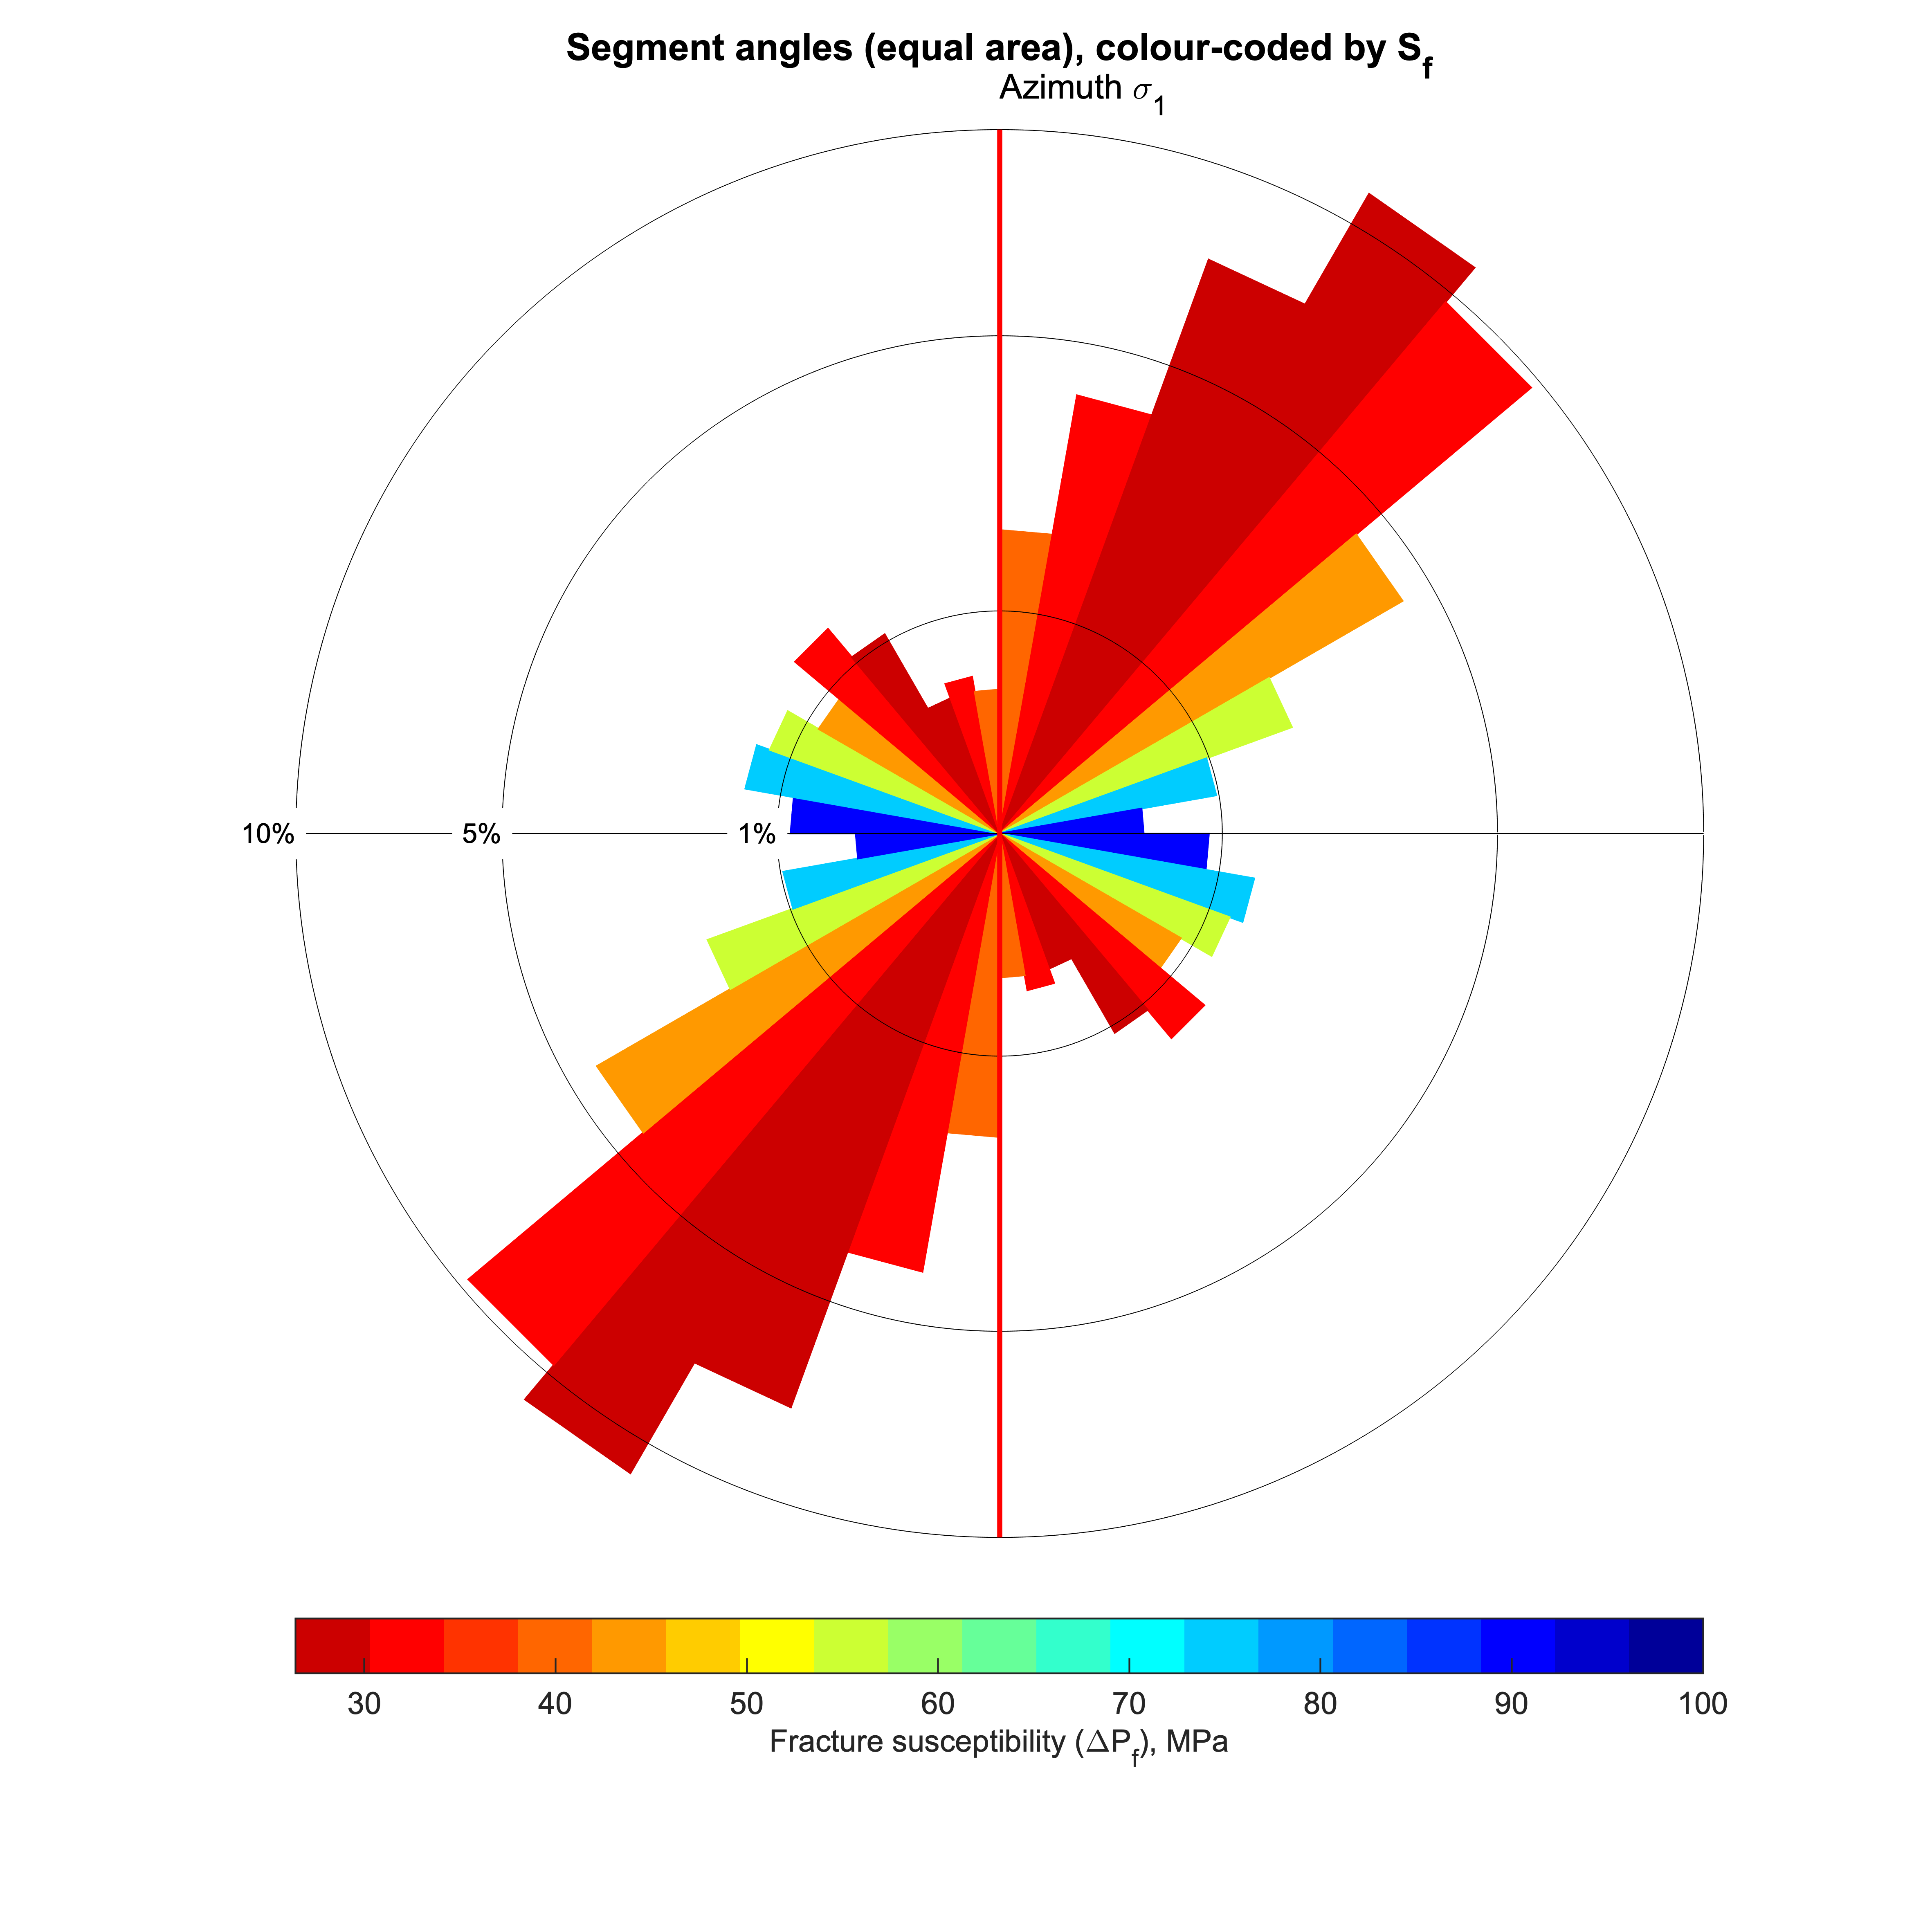 Segment angles (equal area), colour-coded by Sf
Azimuth σ1
10% 5% 1%
30 40 50 60 70 80 90 100
Fracture susceptibility (ΔPf), MPa